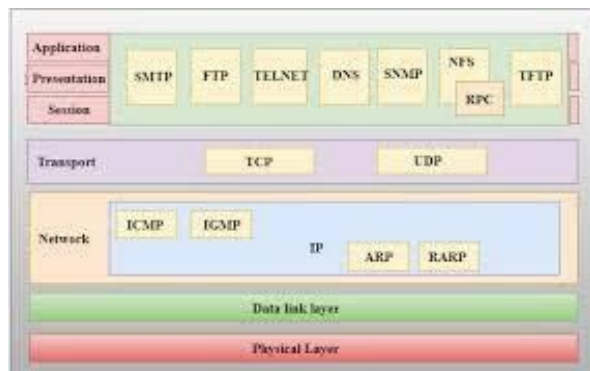 Application
Presentation
Session
SMTP FTP TELNET DNS SNMP NFS TFTP
RPC
Transport TCP UDP
ICMP IGMP
Network IP
ARP RARP
Data link layer
Physical Layer